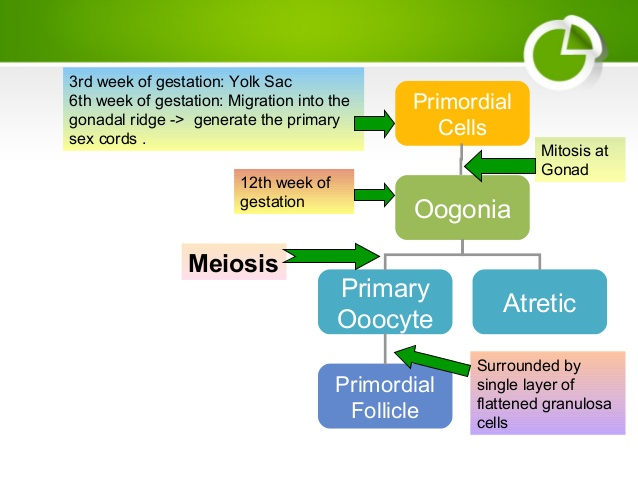 3rd week of gestation: Yolk Sac
6th week of gestation: Migration into the
gonadal ridge -> generate the primary
sex cords .
Primordial
Cells
Mitosis at
Gonad
12th week of
gestation
Oogonia
Meiosis
Primary
Ooocyte
Atretic
Surrounded by
single layer of
flattened granulosa
cells
Primordial
Follicle